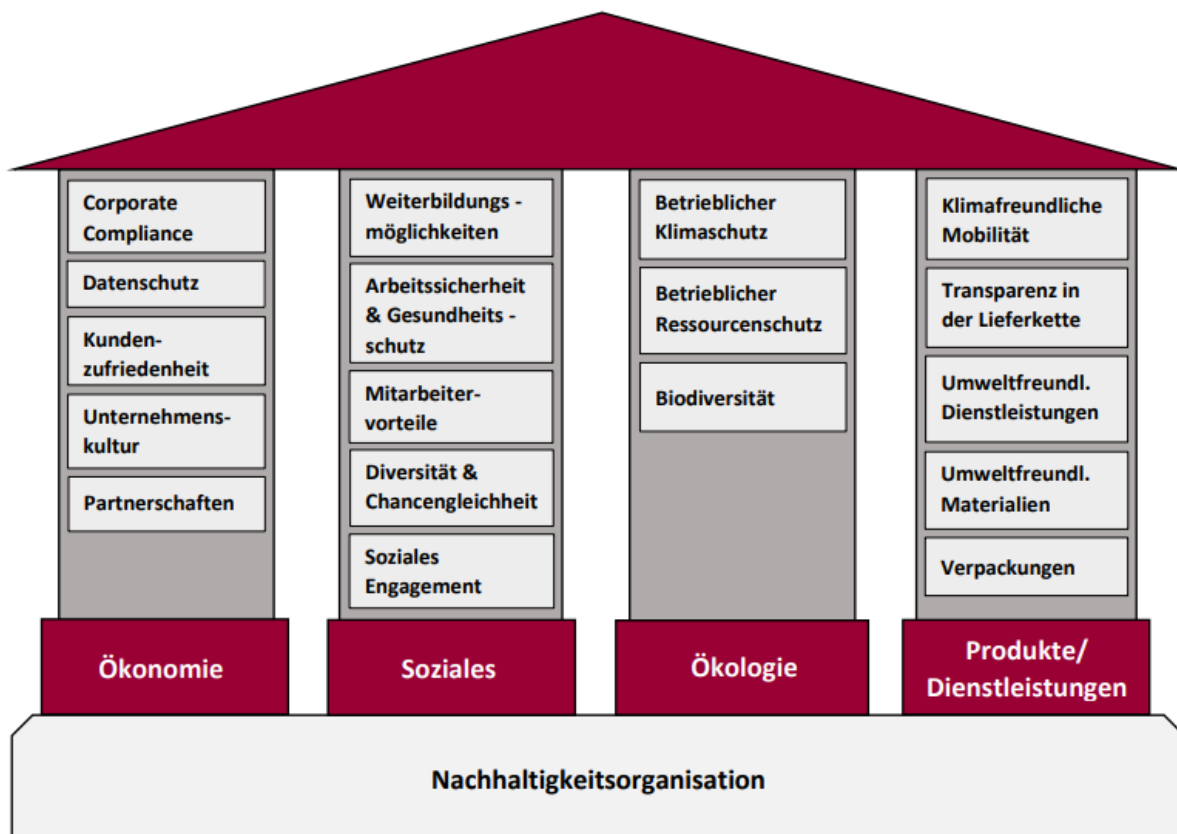 Corporate
Compliance
Datenschutz
Kunden-
zufriedenheit
Unternehmens-
kultur
Partnerschaften
Ökonomie
Weiterbildungs -
möglichkeiten
Arbeitssicherheit
& Gesundheits -
schutz
Mitarbeiter-
vorteile
Diversität &
Chancengleichheit
Soziales
Engagement
Soziales
Betrieblicher
Klimaschutz
Betrieblicher
Ressourcenschutz
Biodiversität
Ökologie
Klimafreundliche
Mobilität
Transparenz in
der Lieferkette
Umweltfreundl.
Dienstleistungen
Umweltfreundl.
Materialien
Verpackungen
Produkte/
Dienstleistungen
Nachhaltigkeitsorganisation